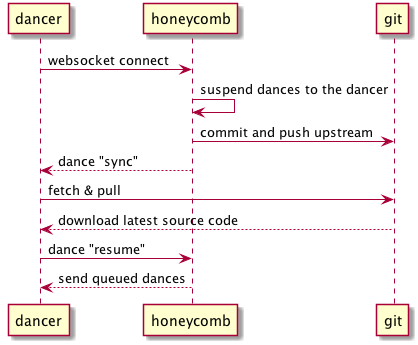 dancer honeycomb git
websocket connect
suspend dances to the dancer
commit and push upstream
dance "sync"
fetch & pull
download latest source code
dance "resume"
send queued dances
dancer honeycomb git